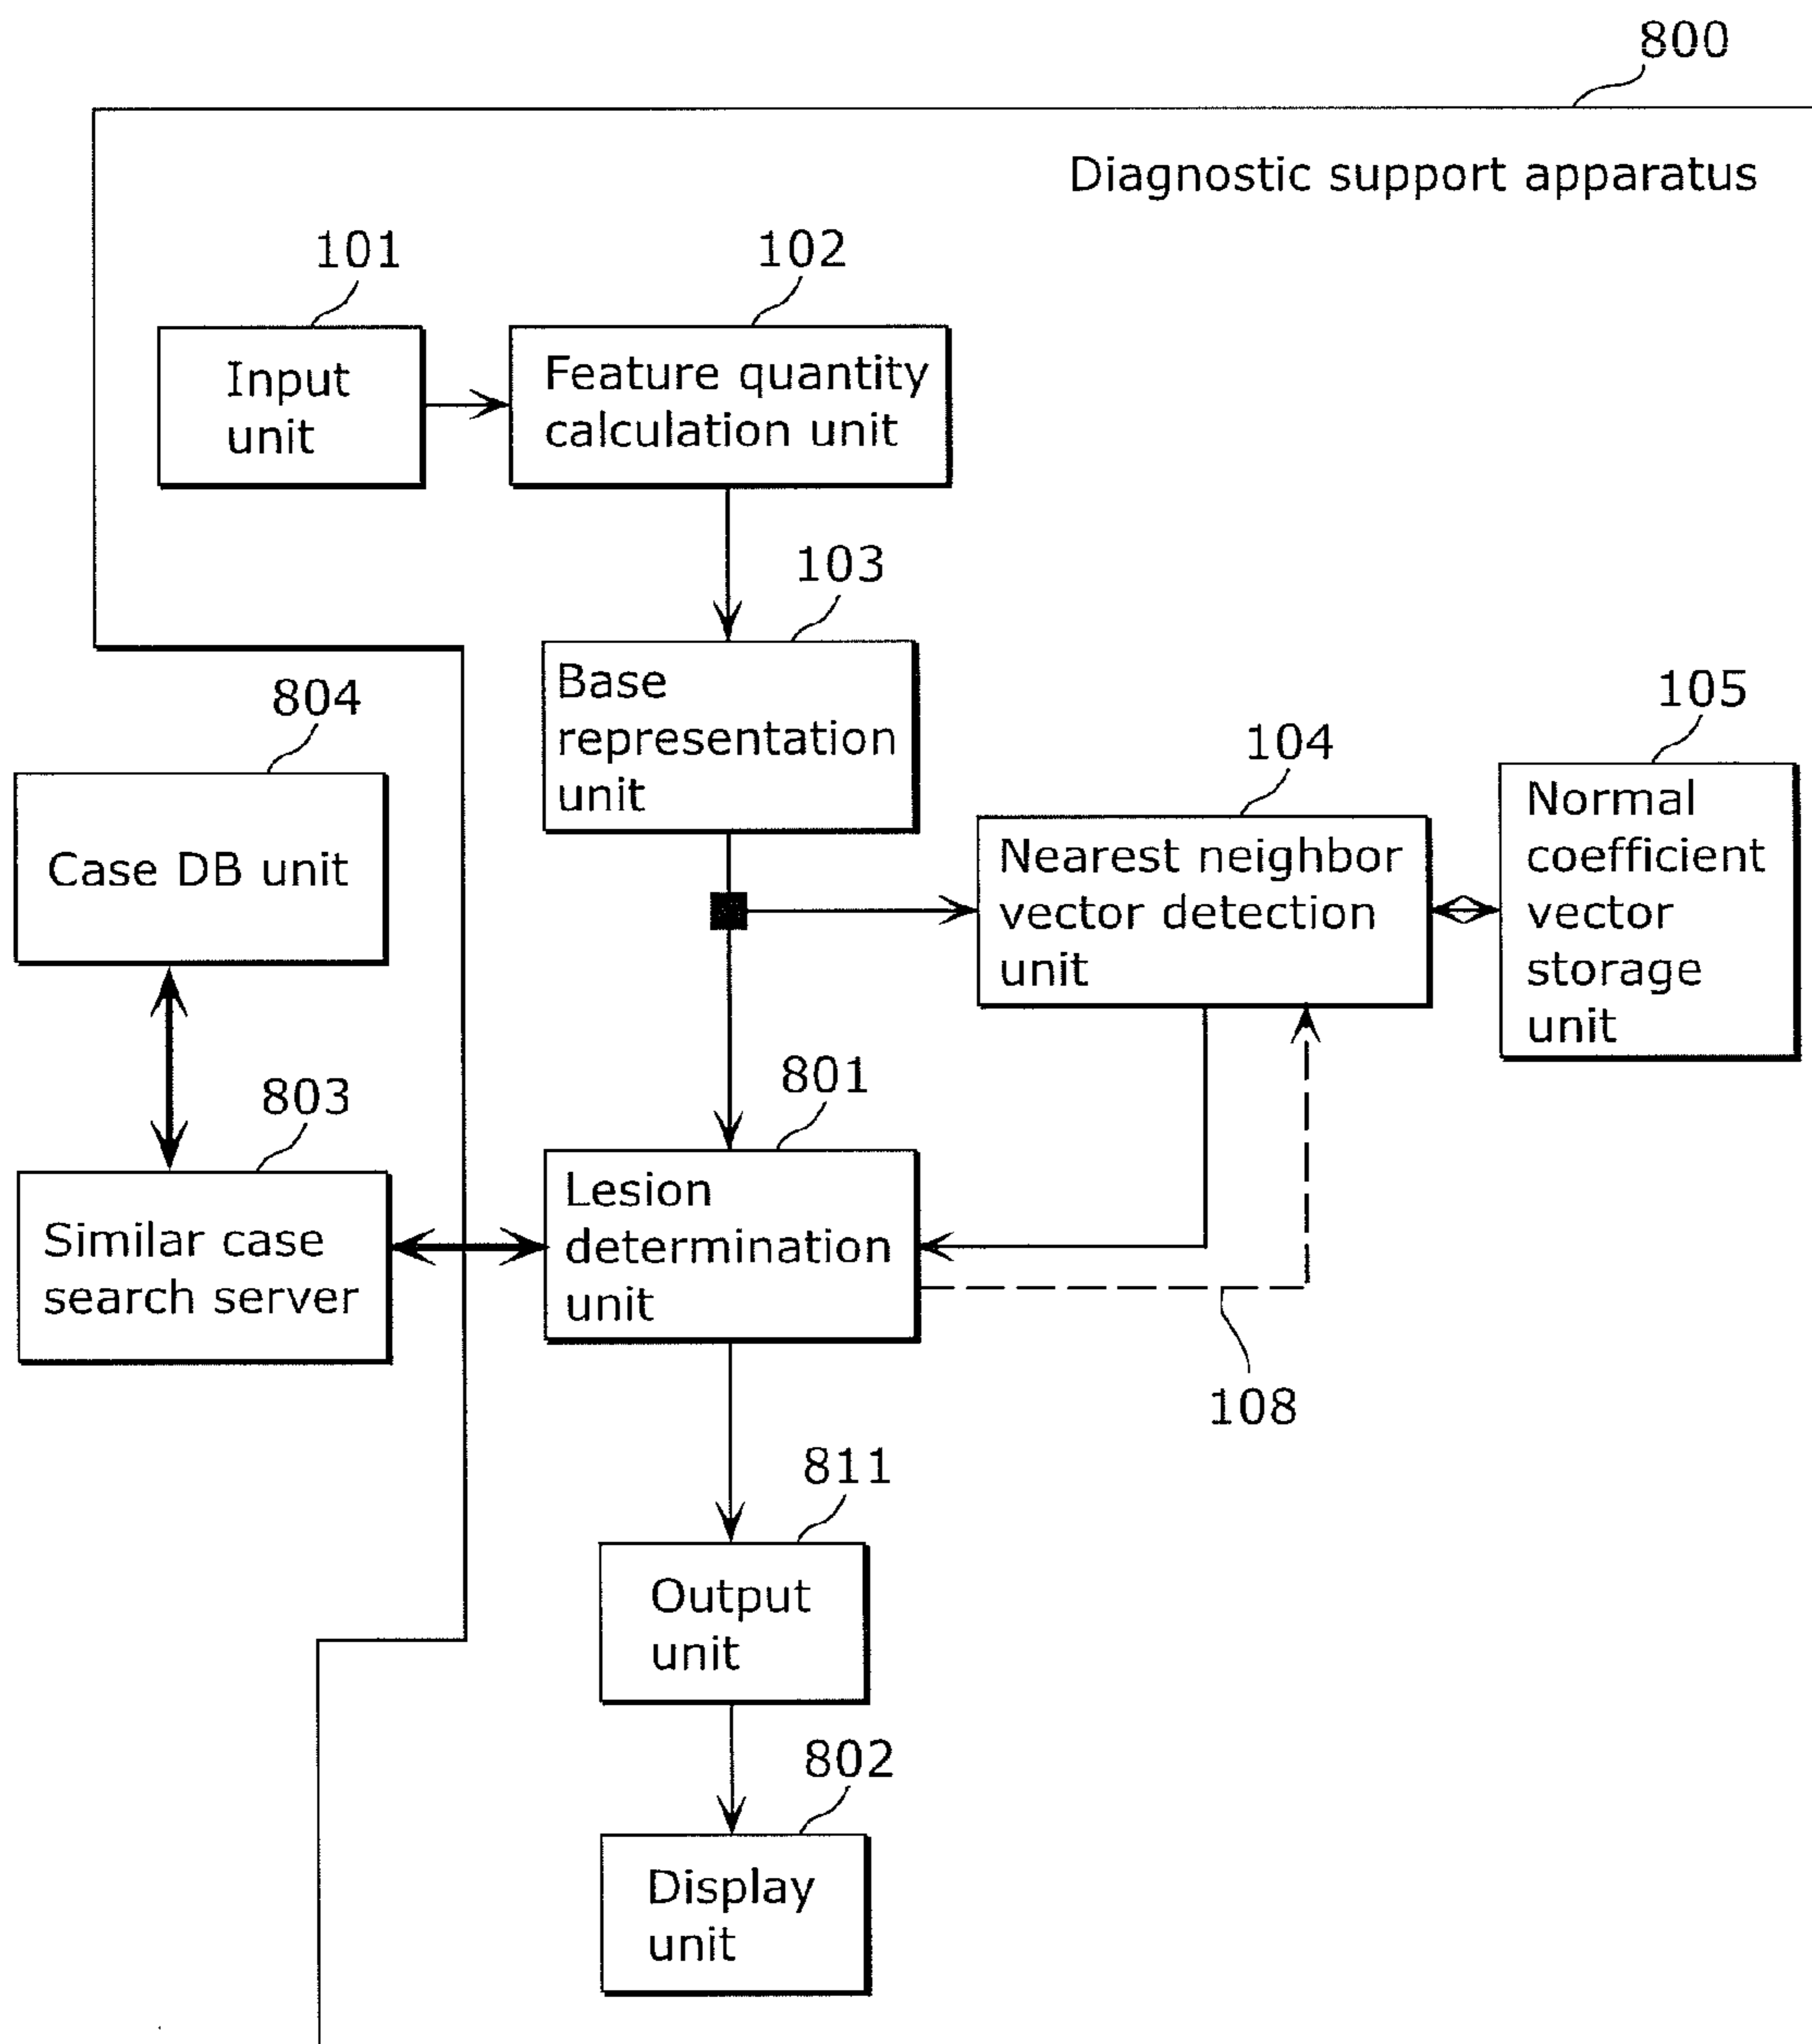 800
Diagnostic support apparatus
101
102
Input
unit
Feature quantity
calculation unit
103
Base
representation
unit
804
Case DB unit
104
Nearest neighbor
vector detection
unit
105
Normal
coefficient
vector
storage
unit
803
Similar case
search server
801
Lesion
determination
unit
108
811
Output
unit
802
Display
unit